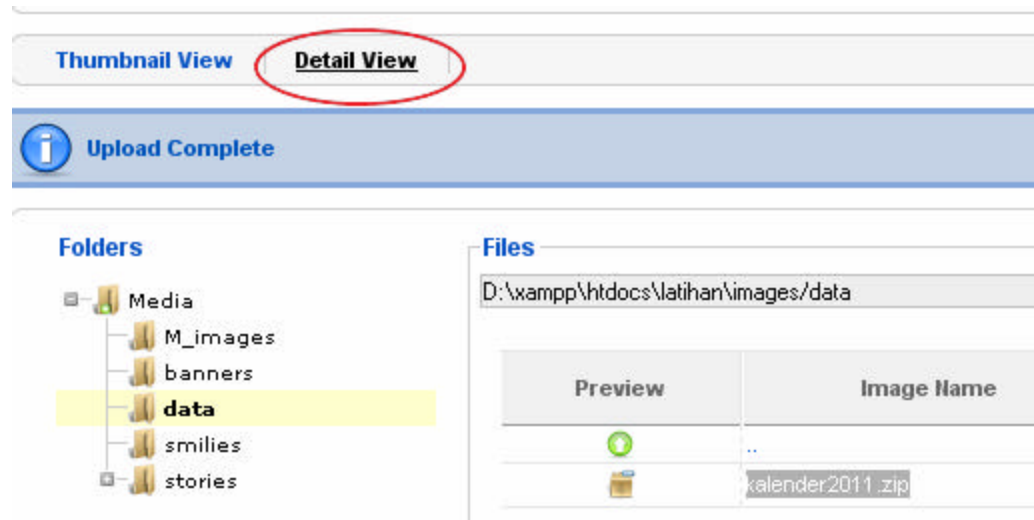 Thumbnail View Detail View
Upload Complete
Folders
Media
M_images
banners
data
smilies
stories
Files
D:\xampp\htdocs\latihan\images/data
Preview Image Name
..
kalender2011.zip